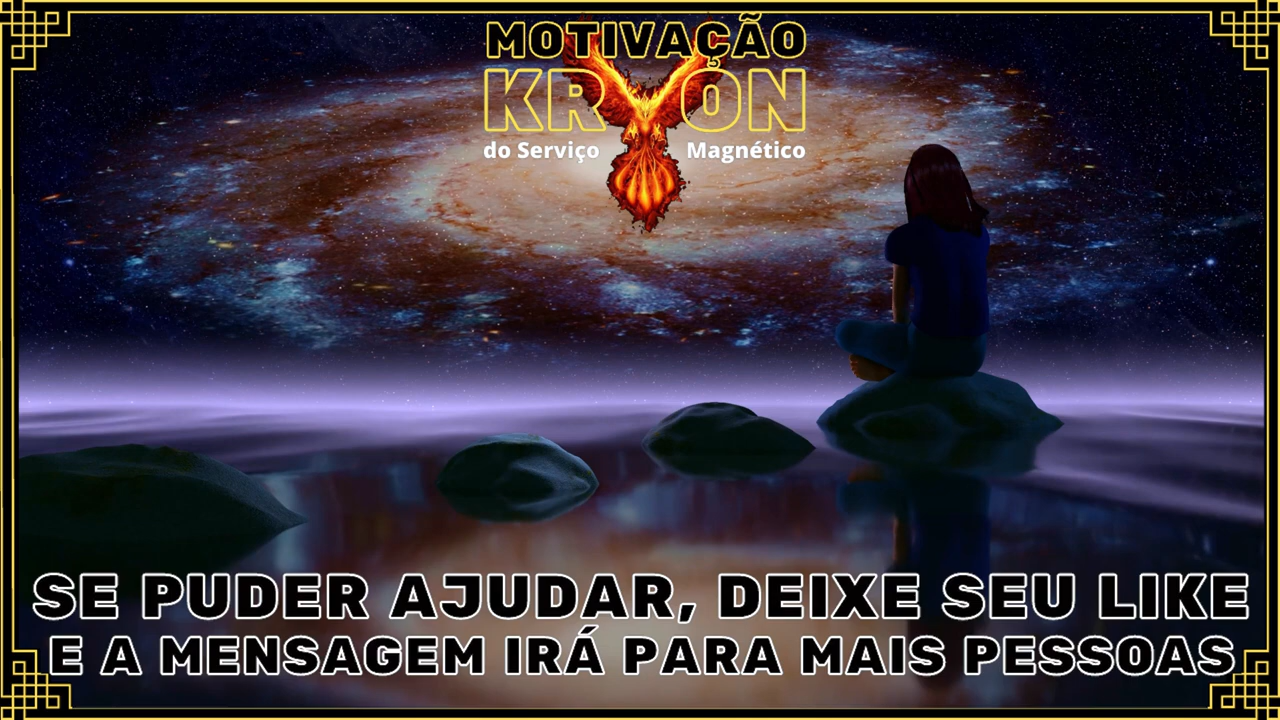 MOTIVAÇÃO
KRYON
do Serviço Magnético
SE PUDER AJUDAR, DEIXE SEU LIKE
E A MENSAGEM IRÁ PARA MAIS PESSOAS